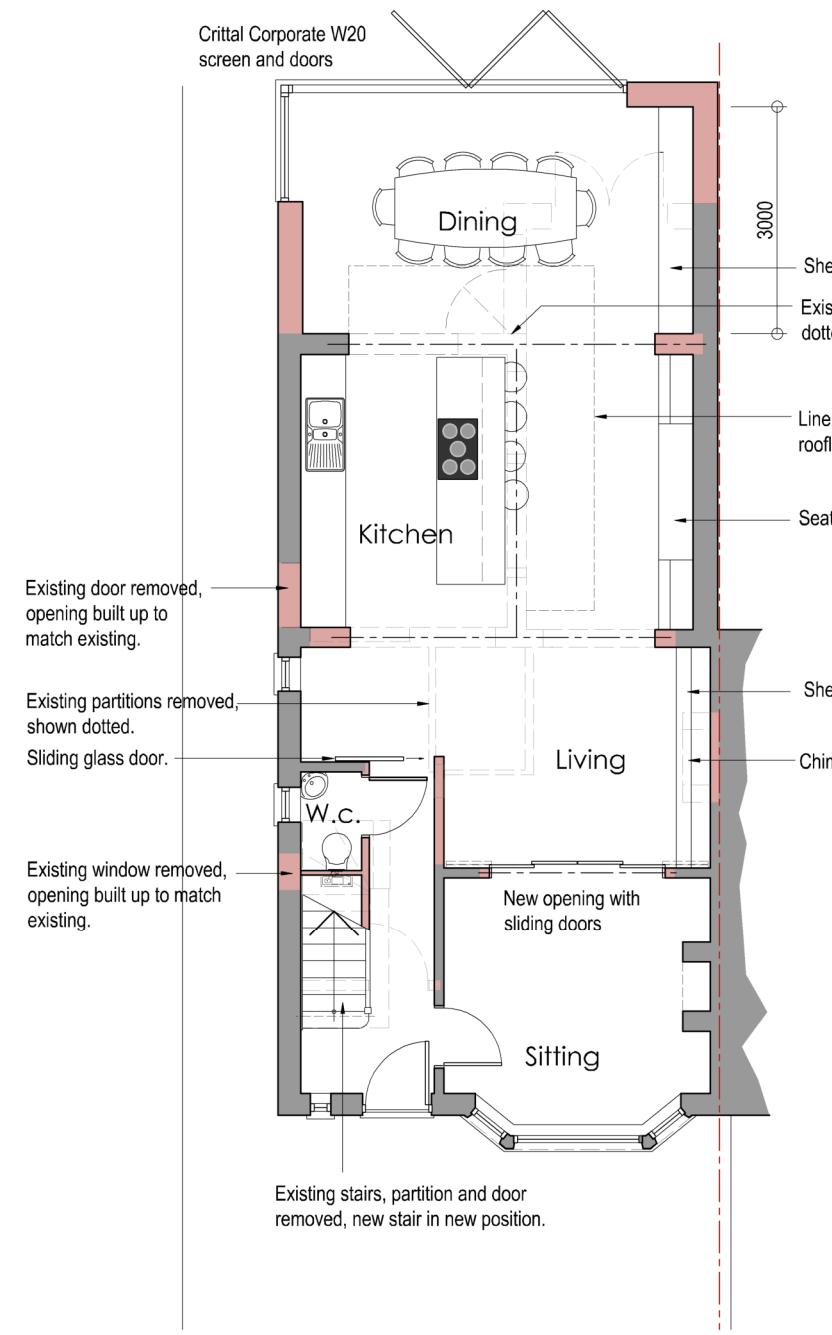 Crittal Corporate W20
screen and doors
Dining
3000
Kitchen
Existing door removed,
opening built up to
match existing.
Existing partitions removed,
shown dotted.
Sliding glass door.
Living
W.c.
Existing window removed,
opening built up to match
existing.
New opening with
sliding doors
Sitting
Existing stairs, partition and door
removed, new stair in new position.
Line